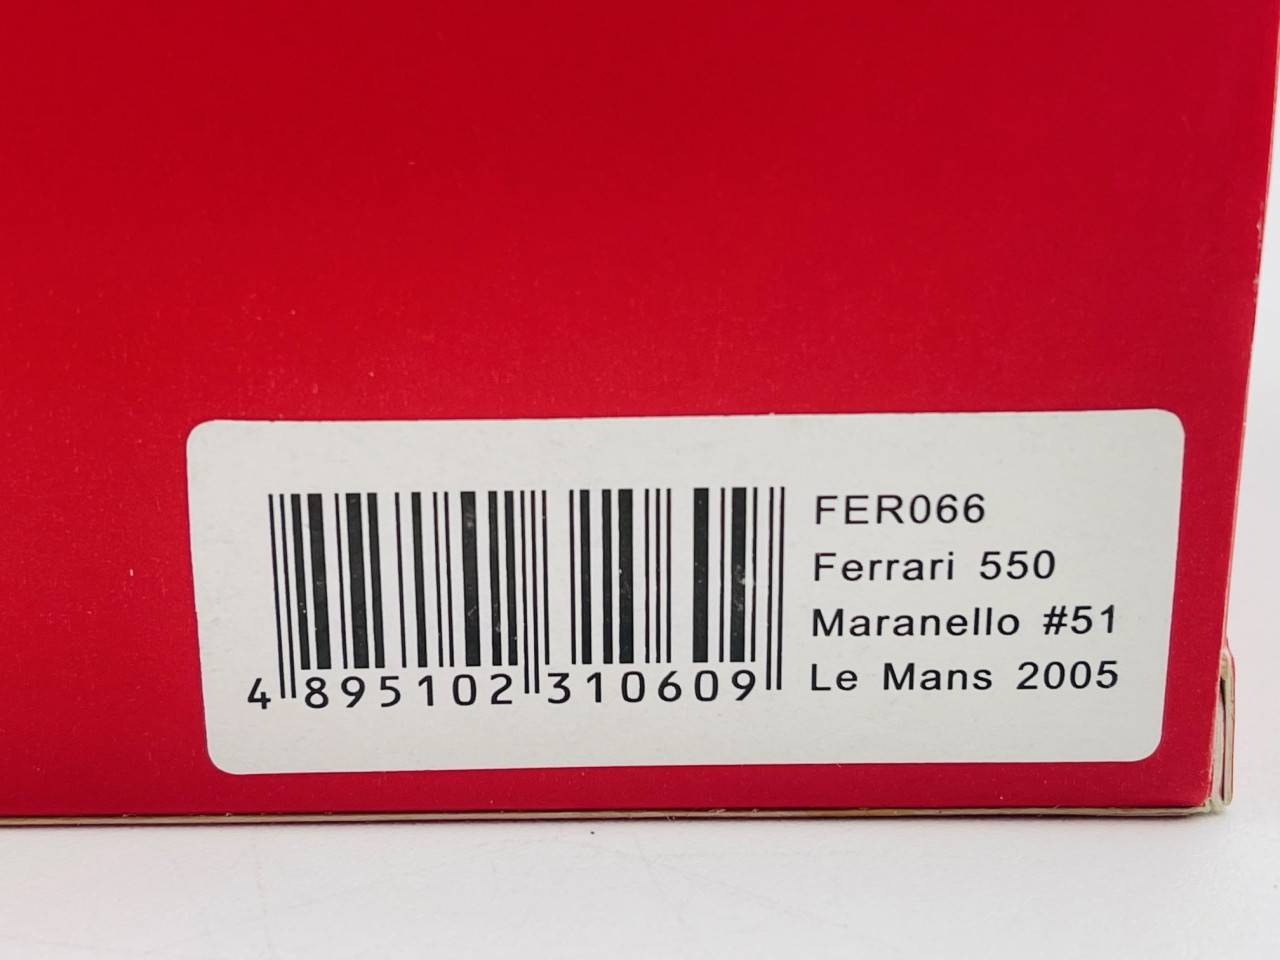 FER066
Ferrari 550
Maranello #51
Le Mans 2005
4 895102 310609